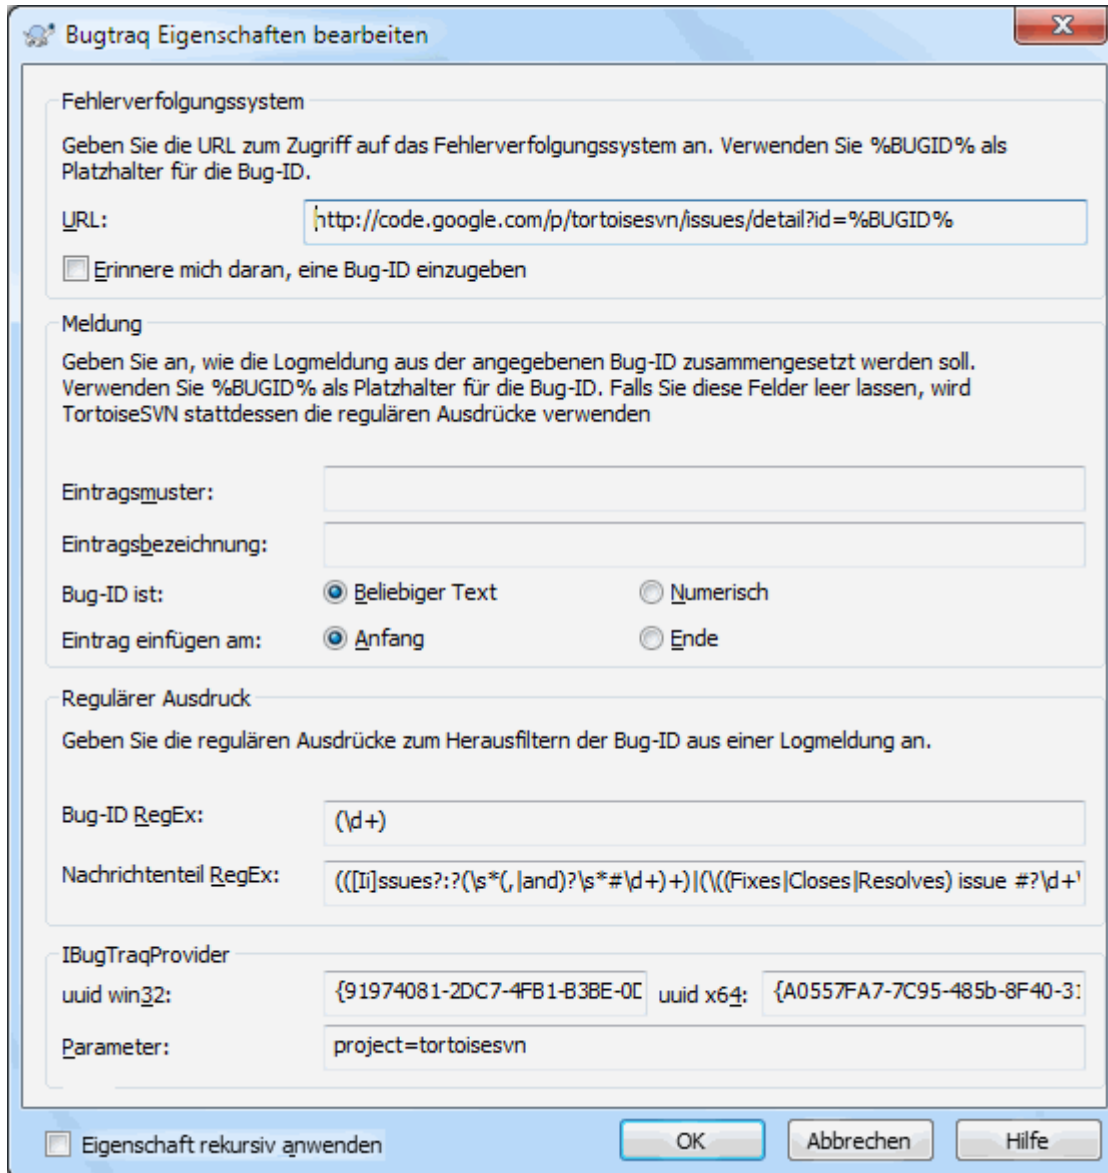 Bugtraq Eigenschaften bearbeiten
Fehlerverfolgungssystem
Geben Sie die URL zum Zugriff auf das Fehlerverfolgungssystem an. Verwenden Sie %BUGID% als
Platzhalter für die Bug-ID.
URL: http://code.google.com/p/tortoisesvn/issues/detail?id=%BUGID%
Erinnere mich daran, eine Bug-ID einzugeben
Meldung
Geben Sie an, wie die Logmeldung aus der angegebenen Bug-ID zusammengesetzt werden soll.
Verwenden Sie %BUGID% als Platzhalter für die Bug-ID. Falls Sie diese Felder leer lassen, wird
TortoiseSVN stattdessen die regulären Ausdrücke verwenden
Eintragsmuster:
Eintragsbezeichnung:
Bug-ID ist: Beliebiger Text Numerisch
Eintrag einfügen am: Anfang Ende
Regulärer Ausdruck
Geben Sie die regulären Ausdrücke zum Herausfiltern der Bug-ID aus einer Logmeldung an.
Bug-ID RegEx: (\d+)
Nachrichtenteil RegEx: (([Ii]ssues?:?(\s*(,|and)?\s*#\d+)+)|(\((Fixes|Closes|Resolves) issue #?\d+\
IBugTraqProvider
uuid win32: {91974081-2DC7-4FB1-B3BE-0D uuid x64: {A0557FA7-7C95-485b-8F40-31
Parameter: project=tortoisesvn
Eigenschaft rekursiv anwenden OK Abbrechen Hilfe